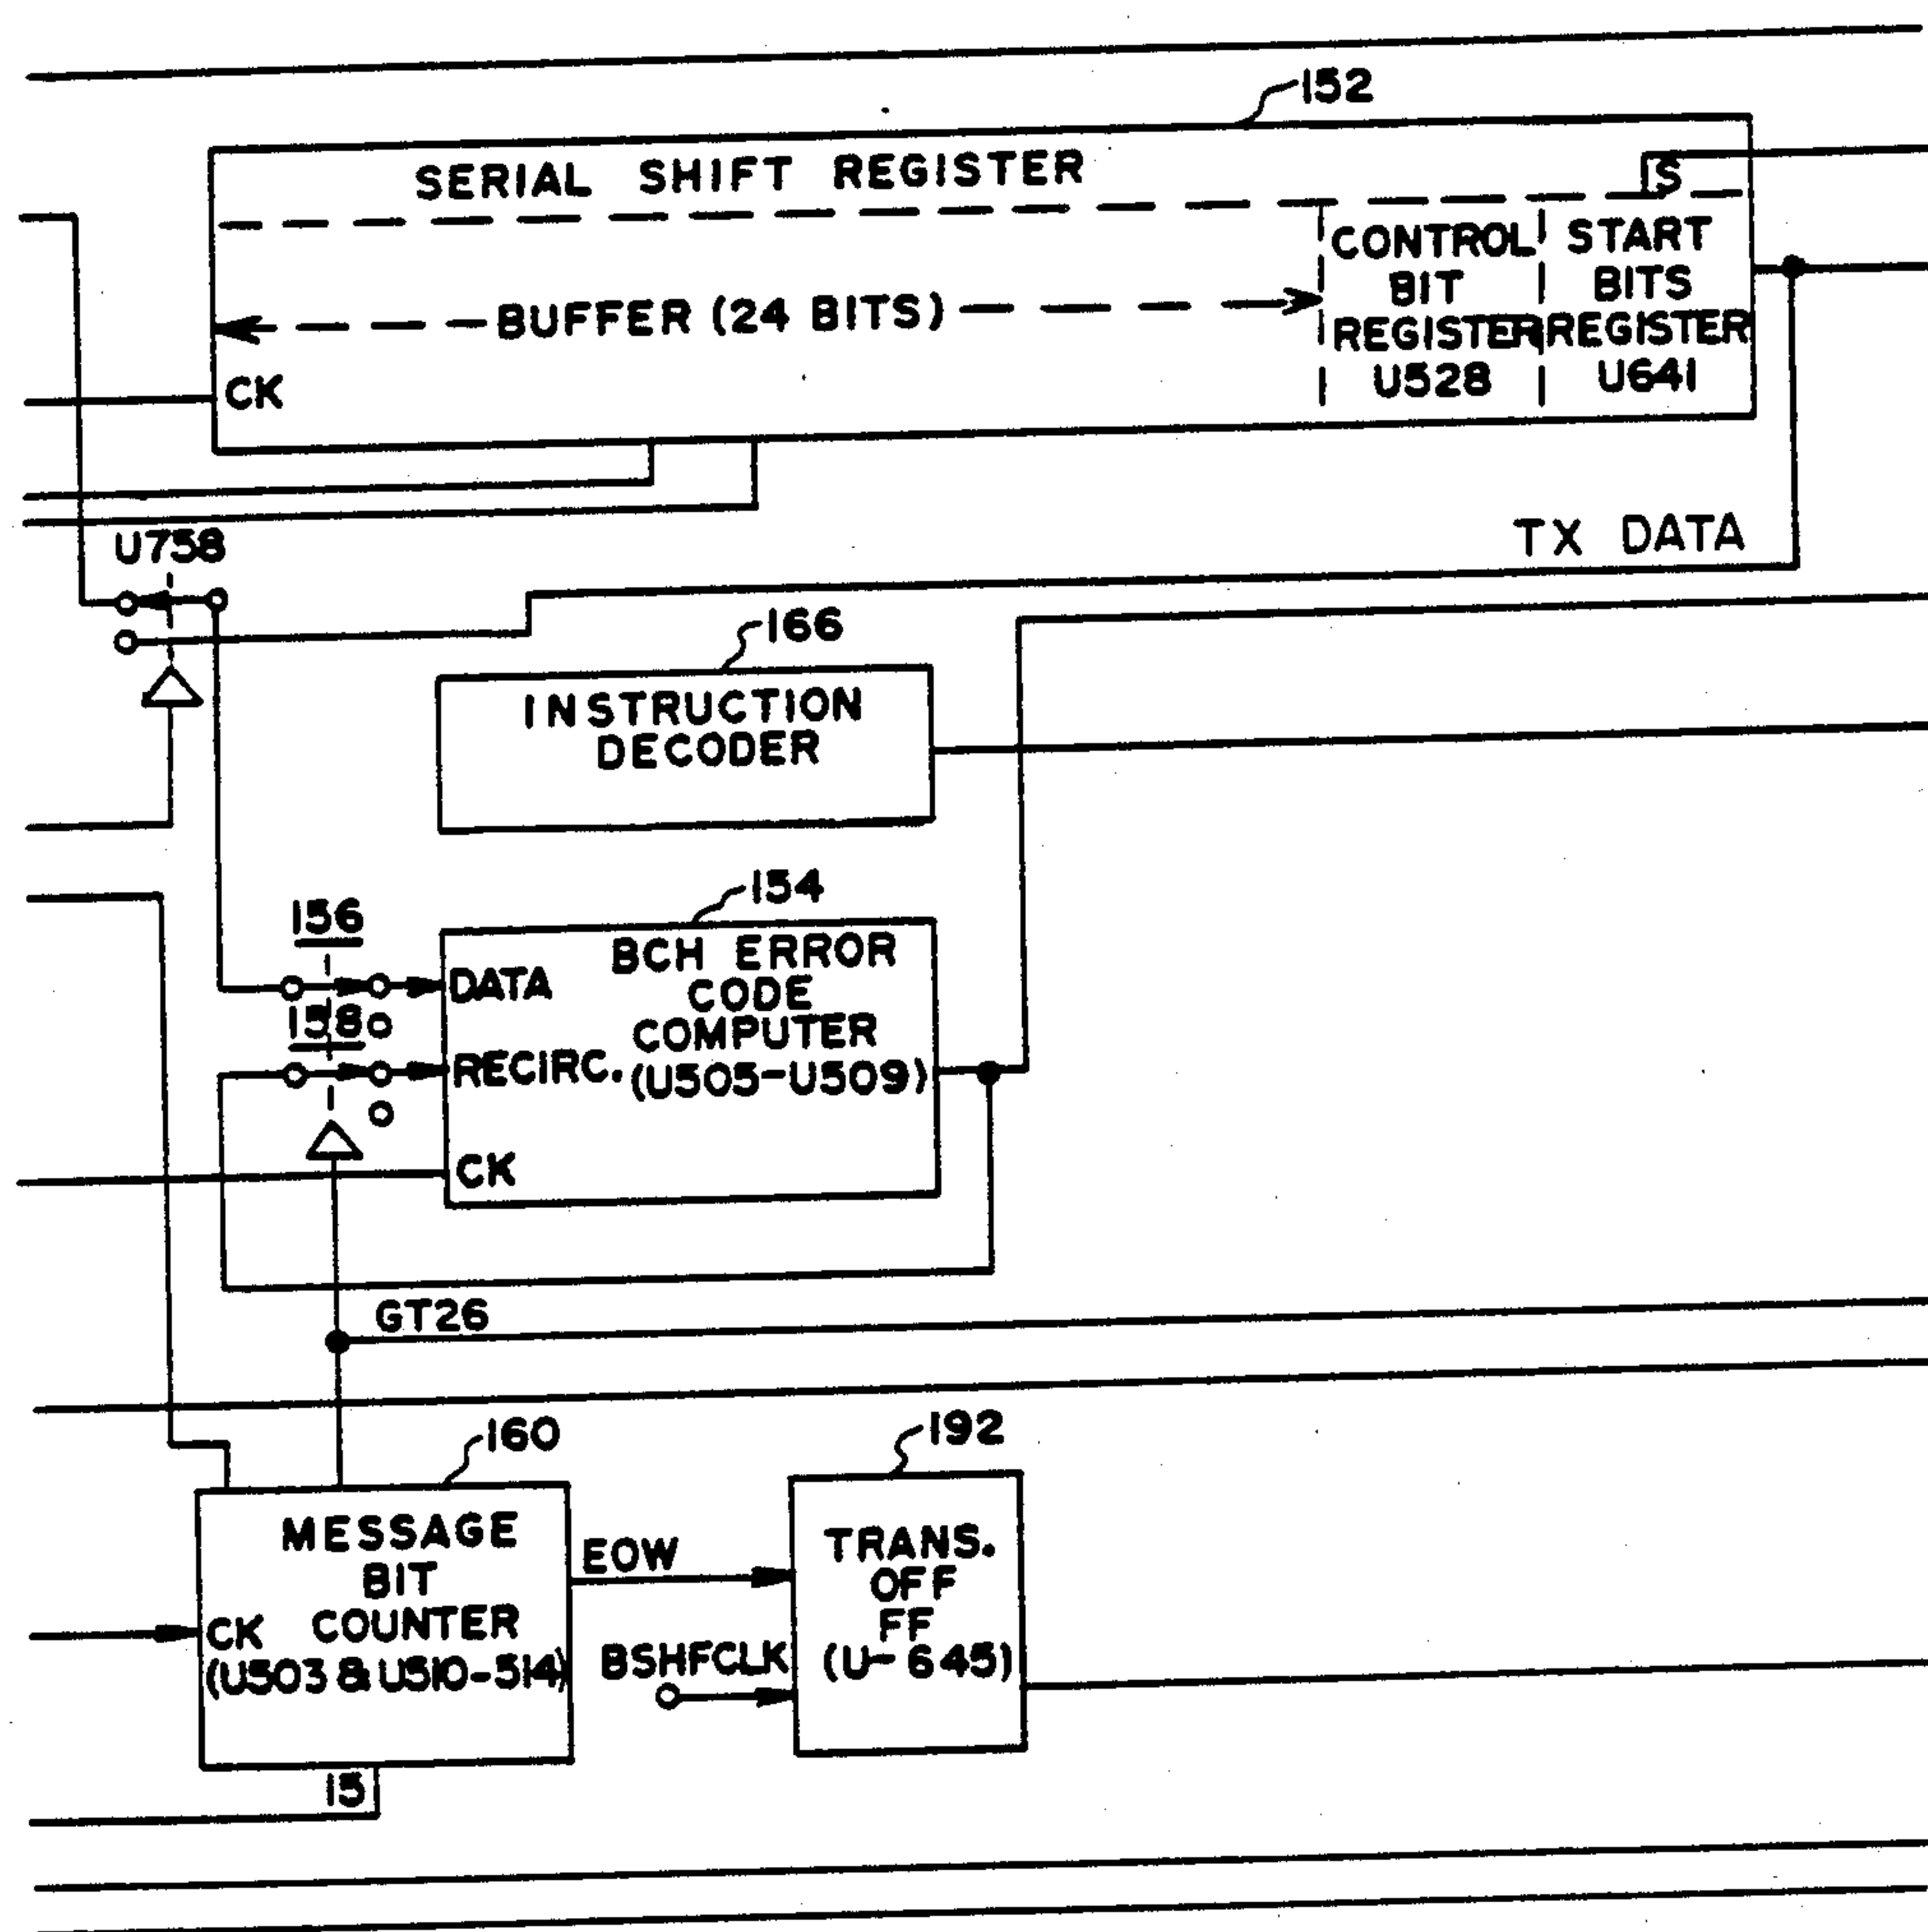 152
SERIAL SHIFT REGISTER
IS
CONTROL
BIT
REGISTER
U528
START
BITS
REGISTER
U641
BUFFER (24 BITS)
CK
U758
TX DATA
166
INSTRUCTION
DECODER
154
156
DATA
BCH ERROR
CODE
COMPUTER
(U505-U509)
158
RECIRC.
CK
GT26
160
192
MESSAGE
BIT
COUNTER
CK
(U503 & U510-514)
EOW
TRANS.
OFF
FF
(U-645)
BSHFCLK
15